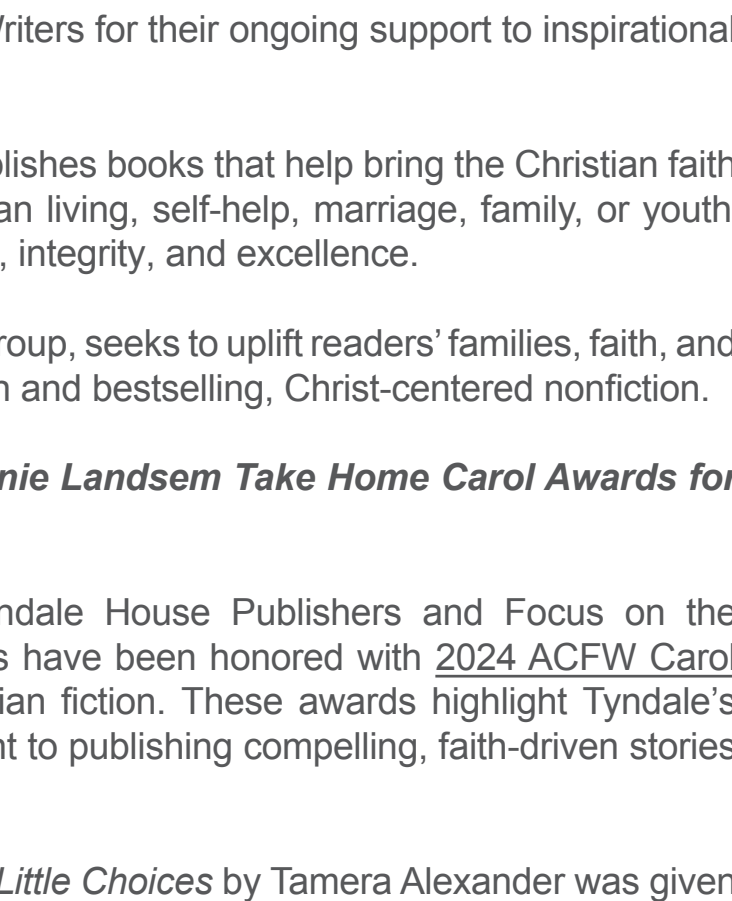 Writers for their ongoing support to inspirational
blishes books that help bring the Christian faith
an living, self-help, marriage, family, or youth
, integrity, and excellence.
roup, seeks to uplift readers’ families, faith, and
n and bestselling, Christ-centered nonfiction.
nie Landsem Take Home Carol Awards for
ndale House Publishers and Focus on the
s have been honored with 2024 ACFW Carol
ian fiction. These awards highlight Tyndale’s
nt to publishing compelling, faith-driven stories
Little Choices by Tamera Alexander was given